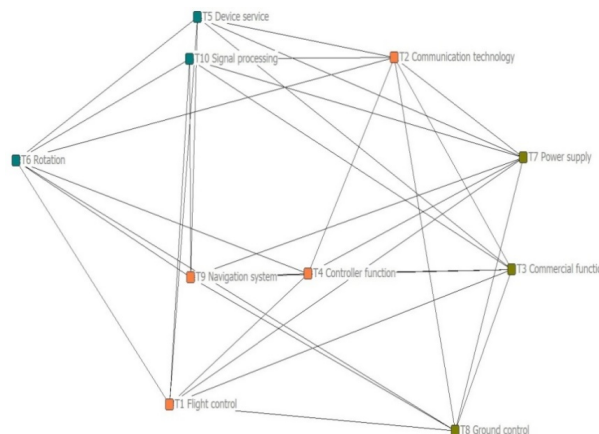 T5 Device service
T10 Signal processing
T2 Communication technology
T6 Rotation
T7 Power supply
T9 Navigation system
T4 Controller function
T3 Commercial functi
T1 Flight control
T8 Ground control